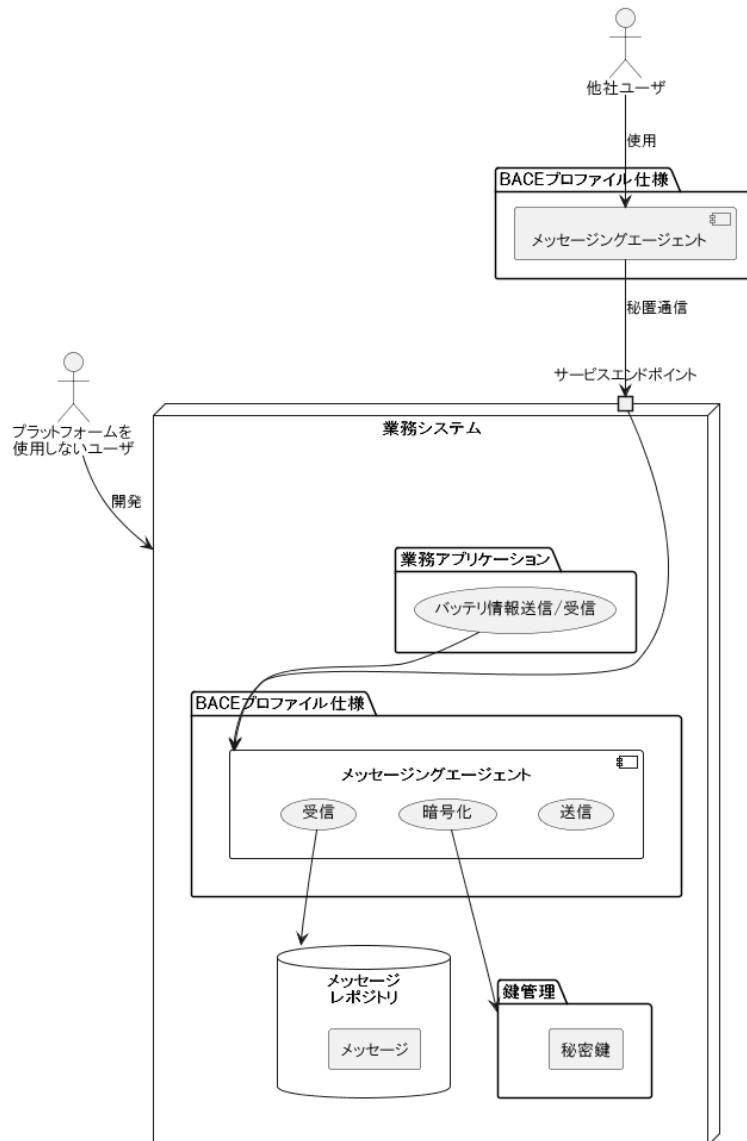 他社ユーザ
使用
BACEプロファイル仕様
メッセージングエージェント
秘匿通信
サービスエンドポイント
プラットフォームを
使用しないユーザ
開発
業務システム
業務アプリケーション
バッテリ情報送信/受信
BACEプロファイル仕様
メッセージングエージェント
受信
暗号化
送信
メッセージ
レポジトリ
メッセージ
鍵管理
秘密鍵